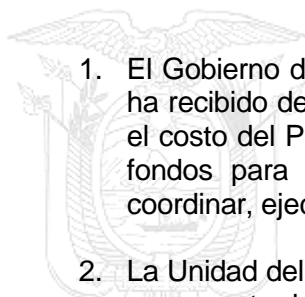 1. El Gobierno d
ha recibido de
el costo del P
fondos para
coordinar, ejec
2. La Unidad del